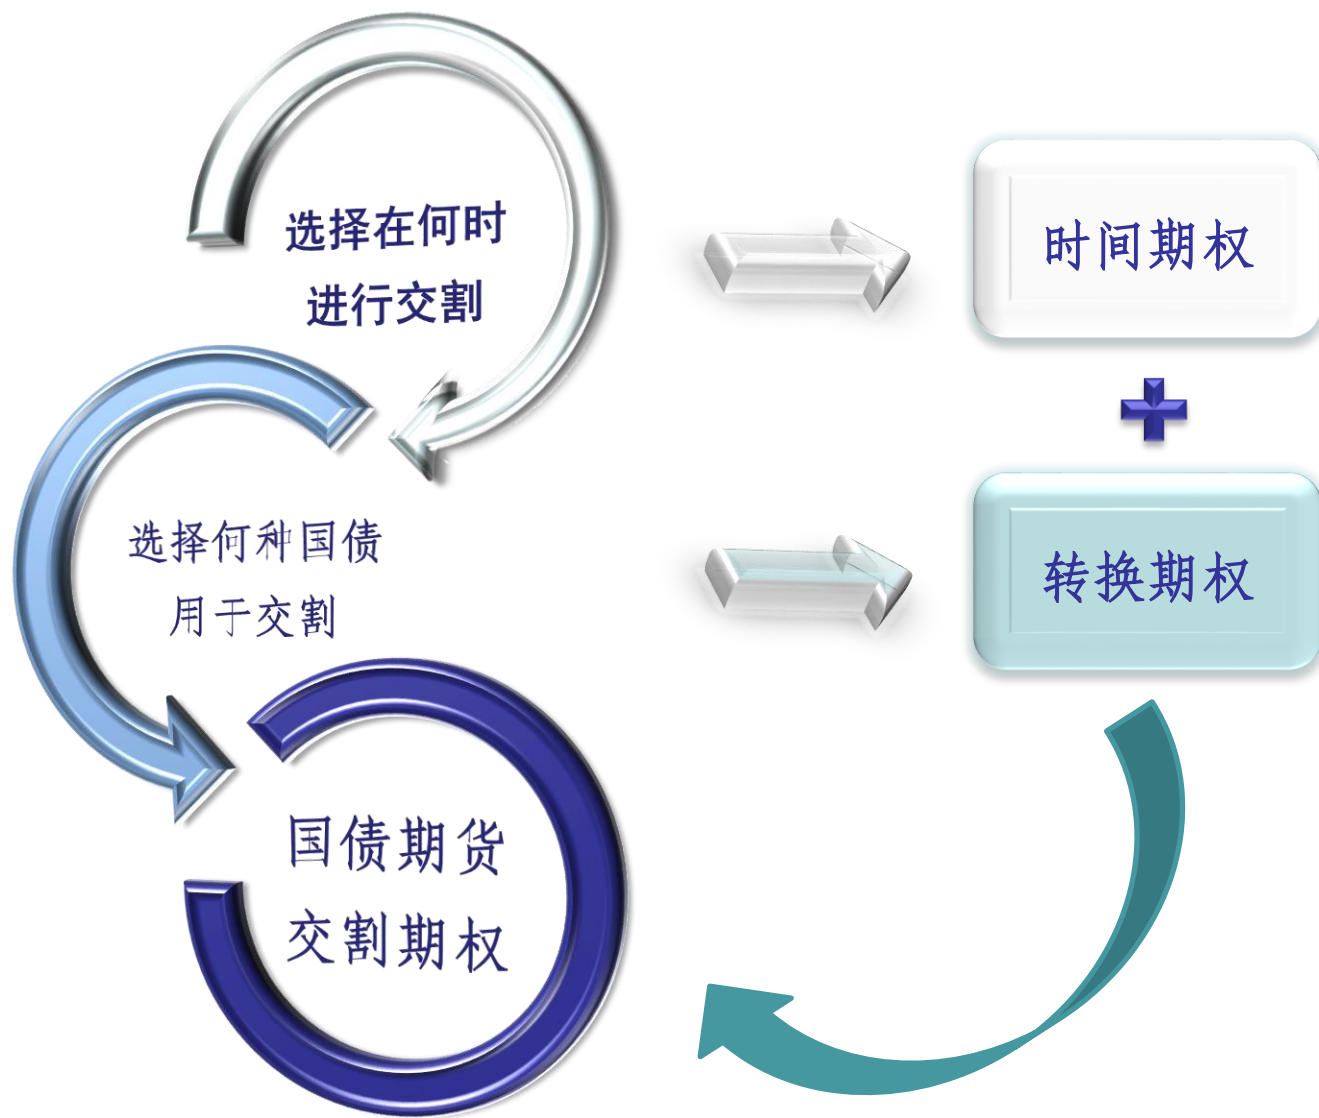 选择在何时
进行交割
时间期权
选择何种国债
用于交割
转换期权
国债期货
交割期权